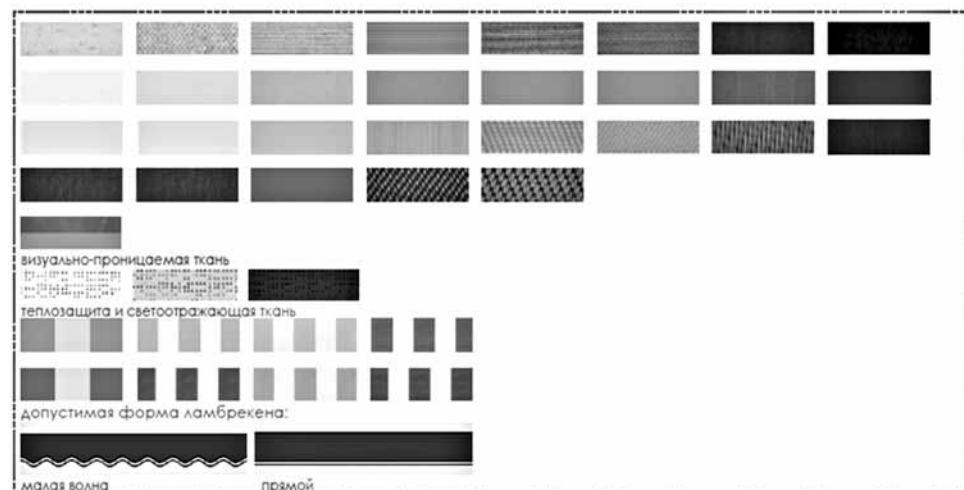 визуально-проницаемая ткань
теплозащита и светоотражающая ткань
допустимая форма ламбрекена:
малая волна
прямой